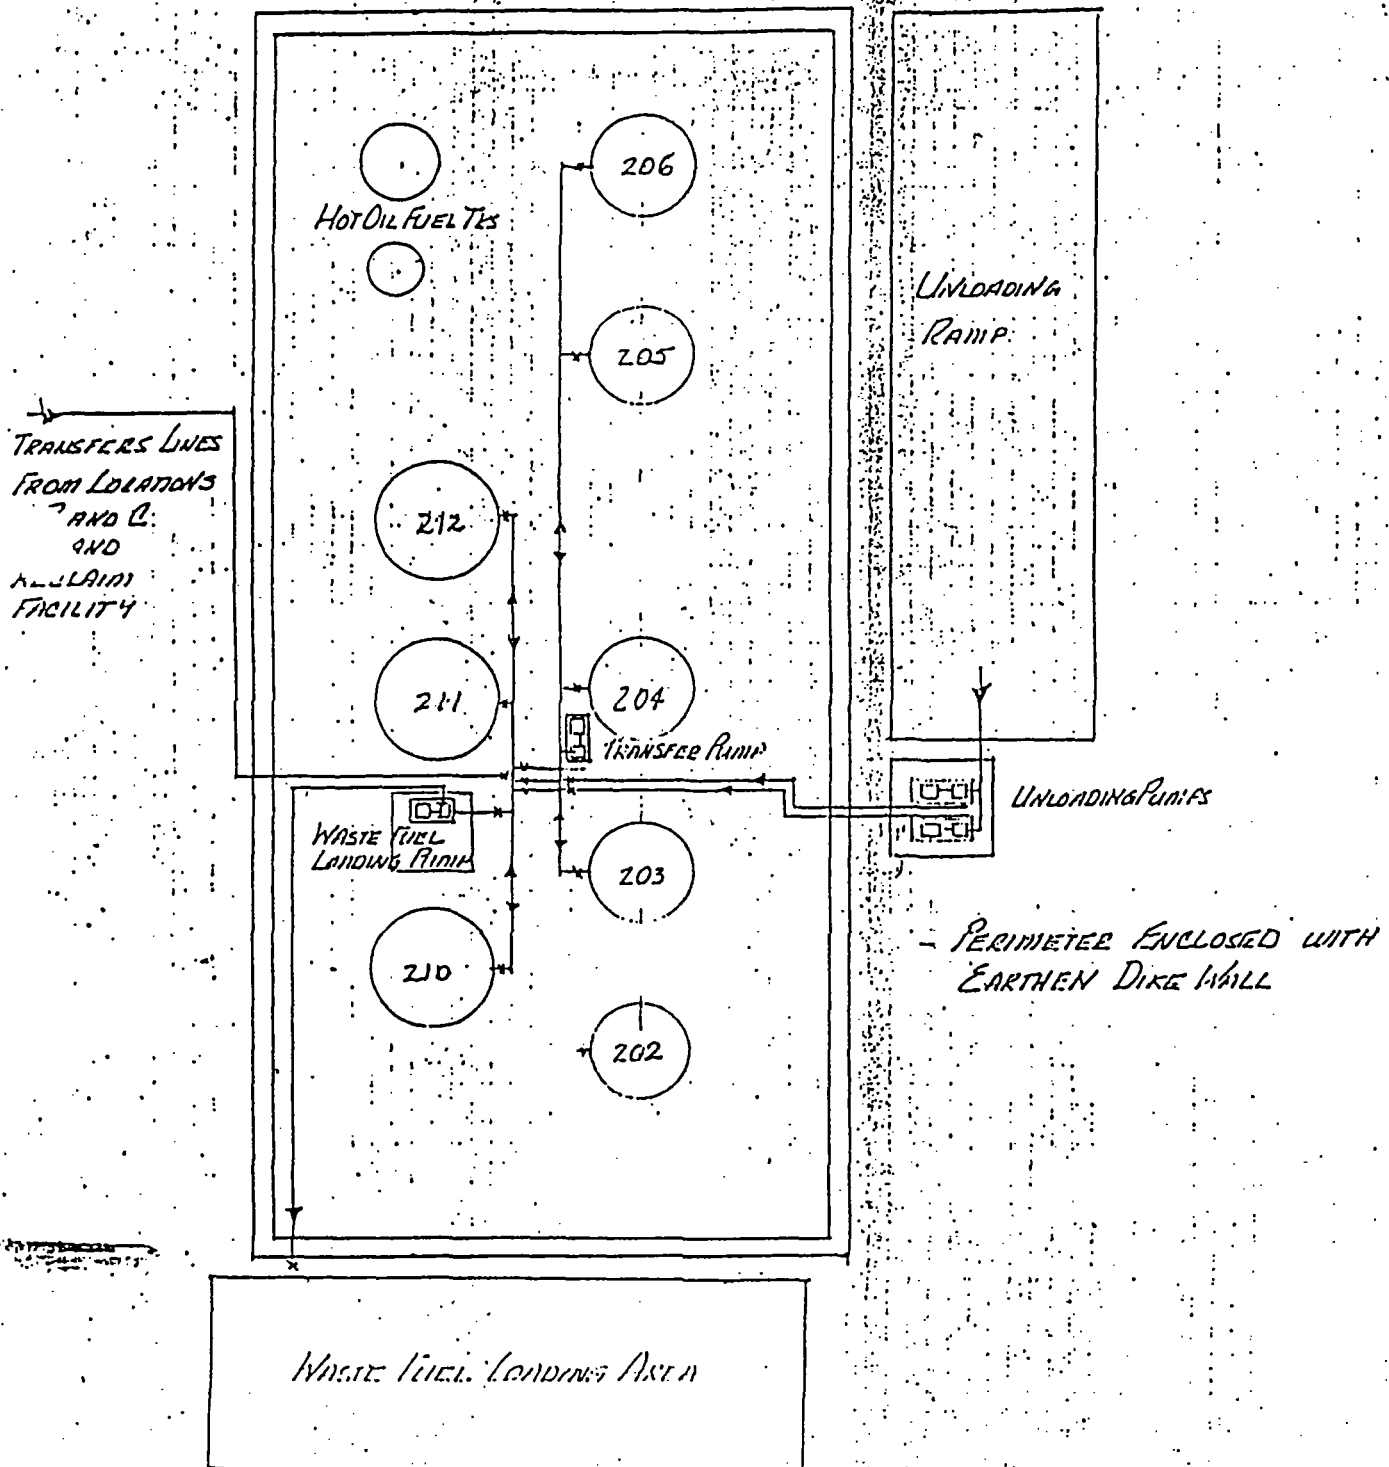 206
HOT OIL FUEL TKS
205
UNLOADING
RAMP
TRANSFERS LINES
FROM LOCATIONS
AND C.
AND
FACILITY
212
211
204
TRANSFER PUMP
UNLOADING PUMPS
WASTE FUEL
LOADING PUMP
203
210
PERIMETER ENCLOSED WITH
EARTHEN DIKE WALL
202
WASTE FUEL LOADING AREA